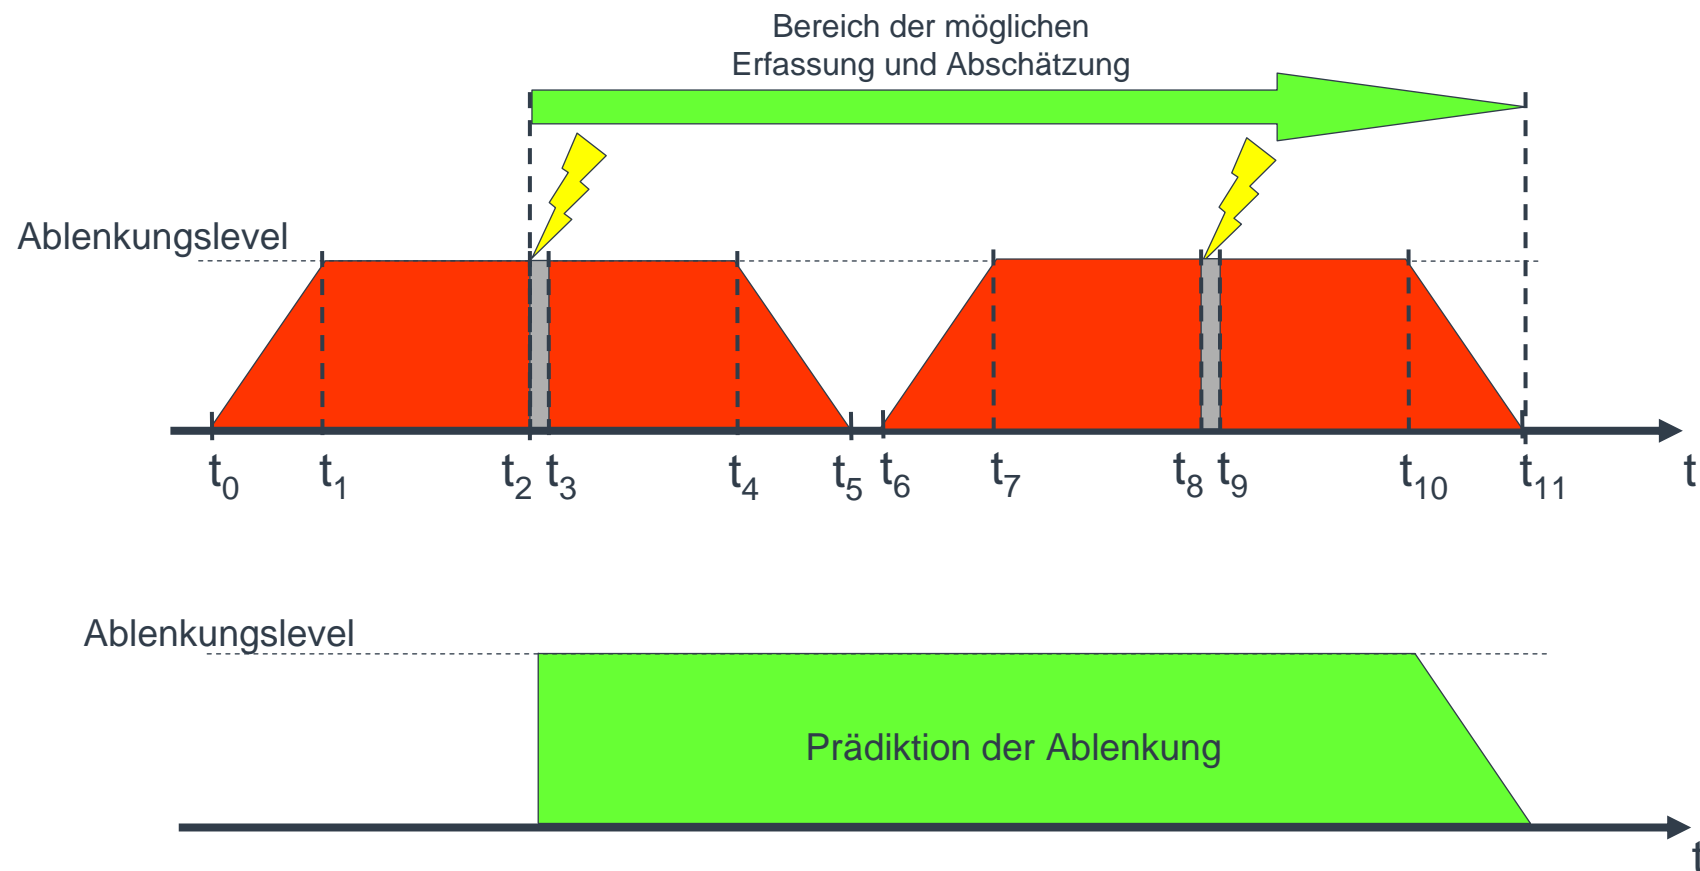 Bereich der möglichen
Erfassung und Abschätzung
Ablenkungslevel
t0 t1 t2 t3 t4 t5 t6 t7 t8 t9 t10 t11 t
Ablenkungslevel
Prädiktion der Ablenkung
t